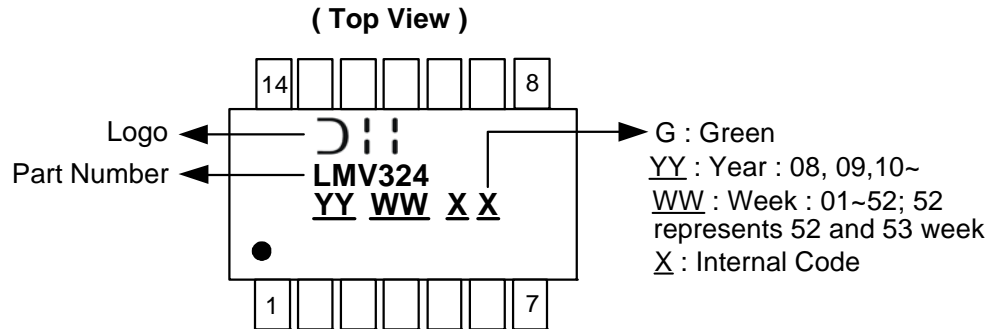 ( Top View )
14 8
Logo
Part Number
LMV324
YY WW X X
1 7
G : Green
YY : Year : 08, 09,10~
WW : Week : 01~52; 52
represents 52 and 53 week
X : Internal Code